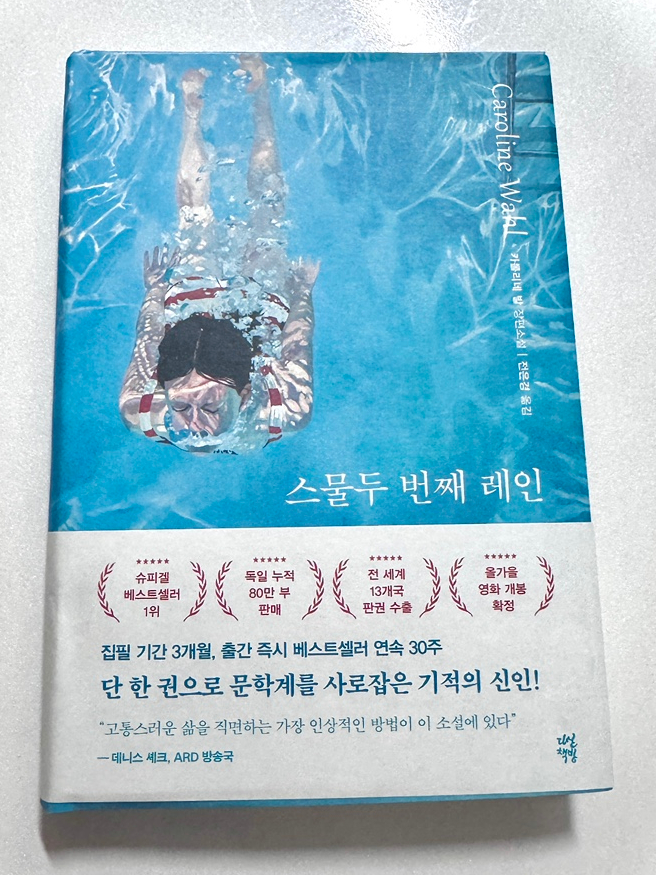 Caroline Wahl
카롤리네 발 장편소설 | 전은경 옮김
스물두 번째 레인
★★★★★
슈피겔
베스트셀러
1위
★★★★★
독일 누적
80만 부
판매
★★★★★
전 세계
13개국
판권 수출
★★★★★
올가을
영화 개봉
확정
집필 기간 3개월, 출간 즉시 베스트셀러 연속 30주
단 한 권으로 문학계를 사로잡은 기적의 신인!
“고통스러운 삶을 직면하는 가장 인상적인 방법이 이 소설에 있다”
— 데니스 셰크, ARD 방송국
다산
책방